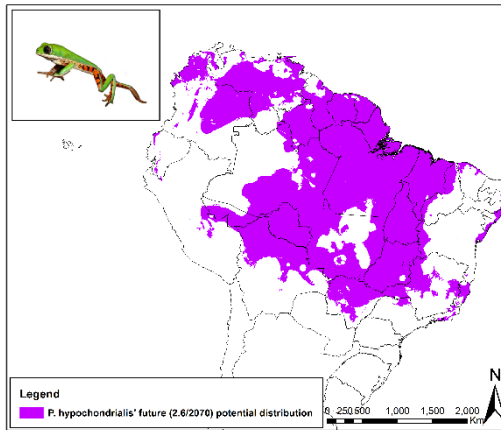 N
Legend
P. hypochondrialis' future (2.6/2070) potential distribution
0 250 500 1,000 1,500 2,000
Km